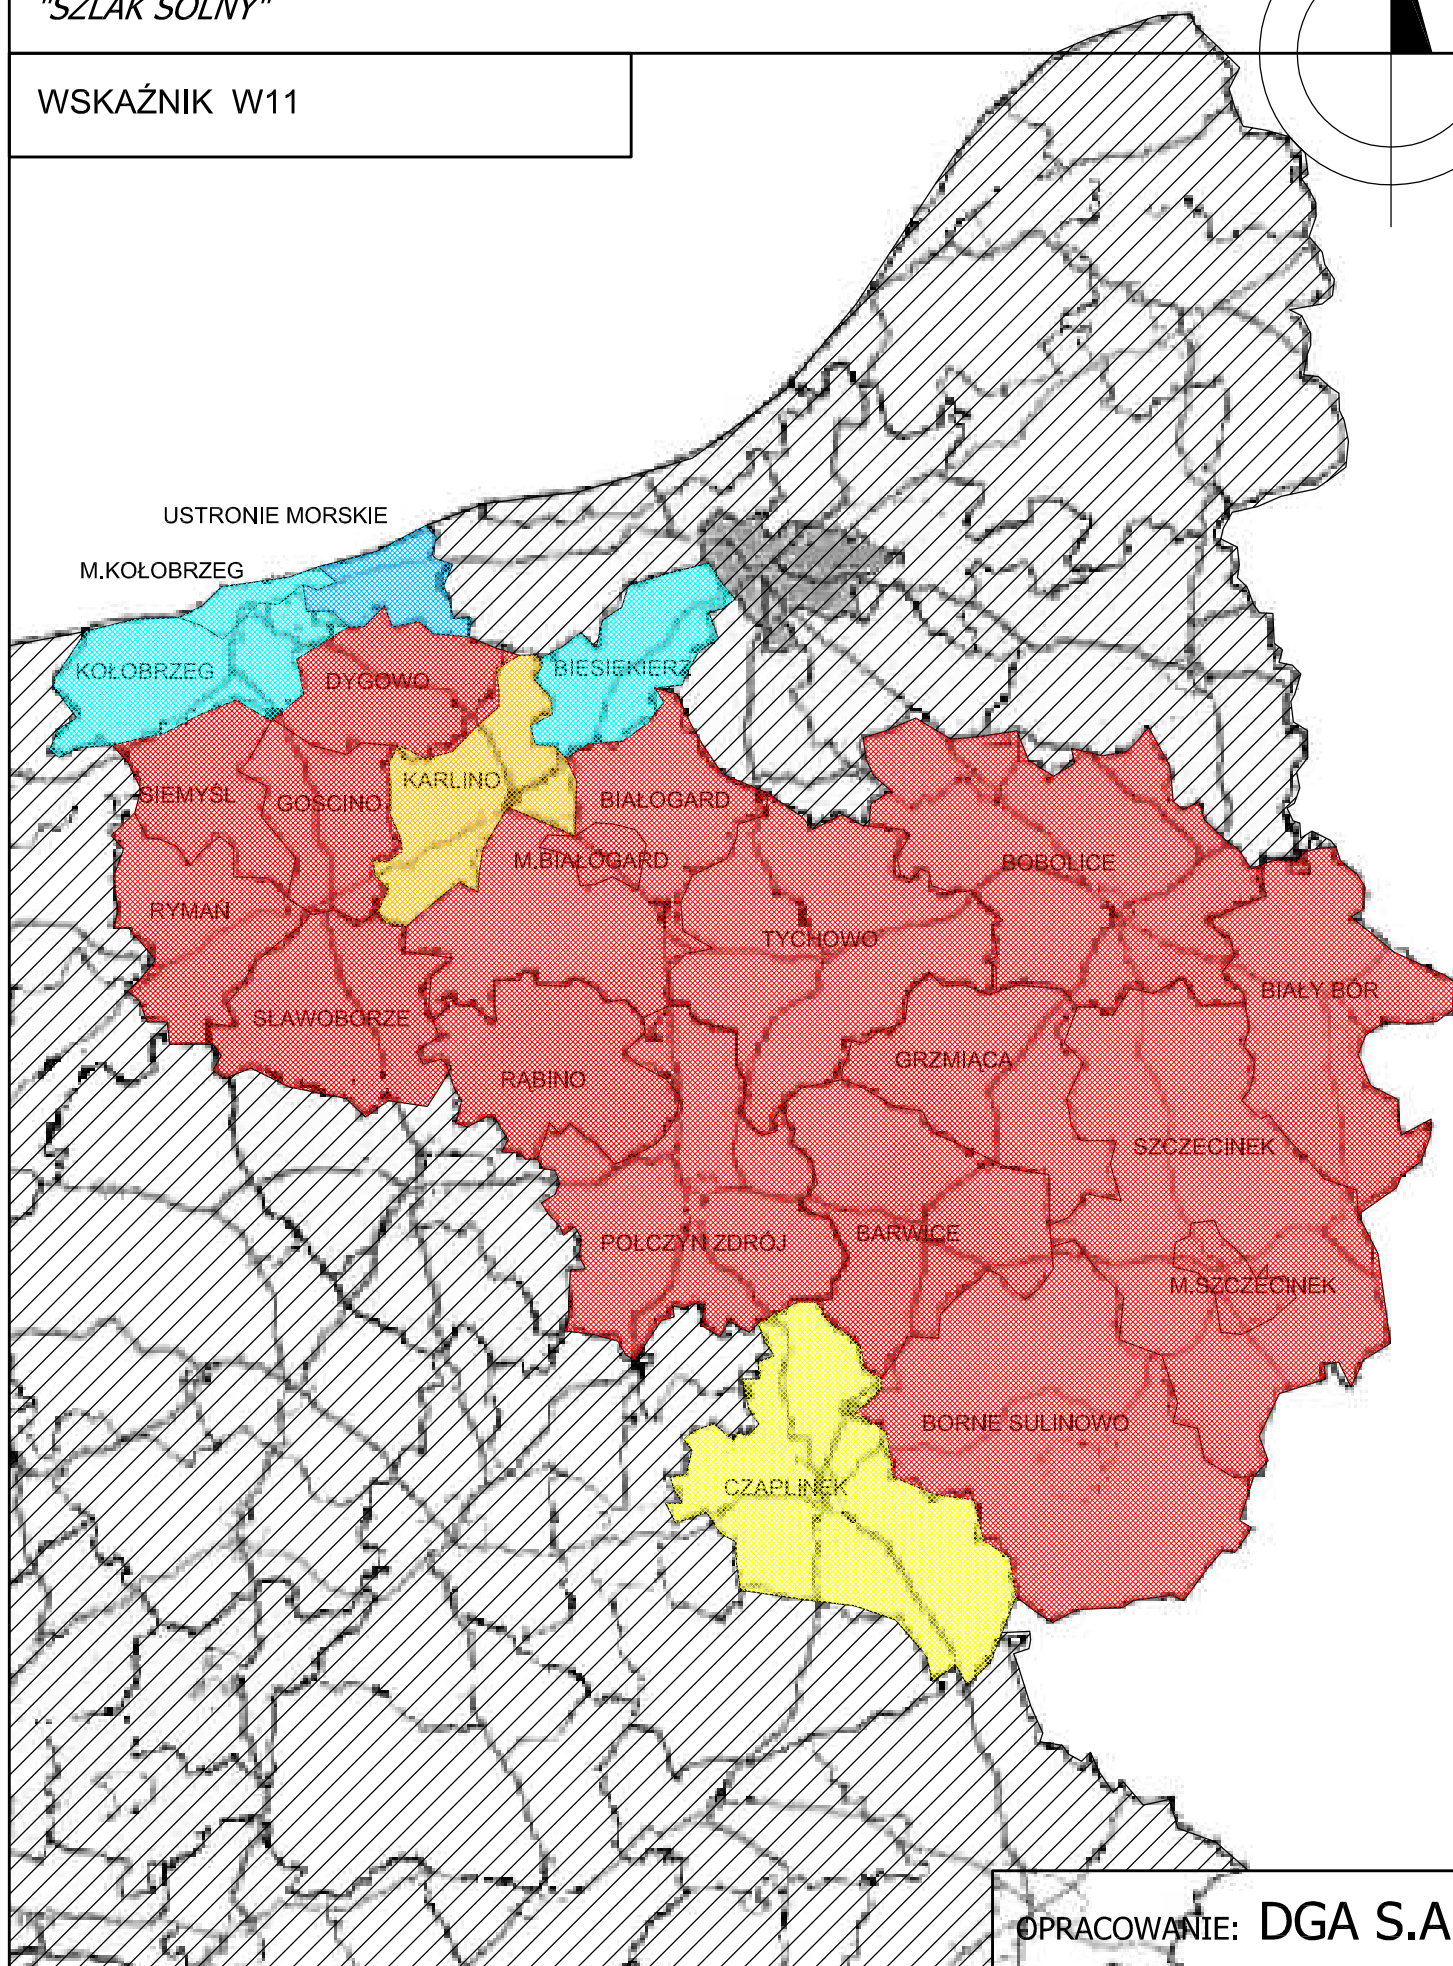 "SZLAK SOLNY"
WSKAŹNIK W11
USTRONIE MORSKIE
M.KOŁOBRZEG
KOŁOBRZEG
BIESIEKIERZ
DYGOWO
KARLINO
SIEMYŚL
GOŚCINO
BIAŁOGARD
M.BIAŁOGARD
BOBOLICE
RYMAŃ
TYCHOWO
BIAŁY BÓR
SŁAWOBORZE
GRZMIĄCA
RĄBINO
SZCZECINEK
POŁCZYN ZDRÓJ
BARWICE
M.SZCZECINEK
BORNE SULINOWO
CZAPLINEK
OPRACOWANIE: DGA S.A